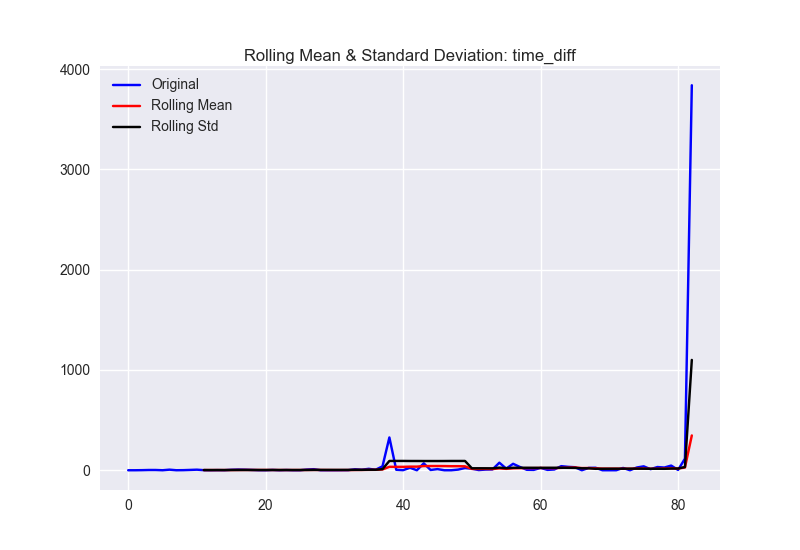 Rolling Mean & Standard Deviation: time_diff
4000
3000
2000
1000
0
Original
Rolling Mean
Rolling Std
0 20 40 60 80